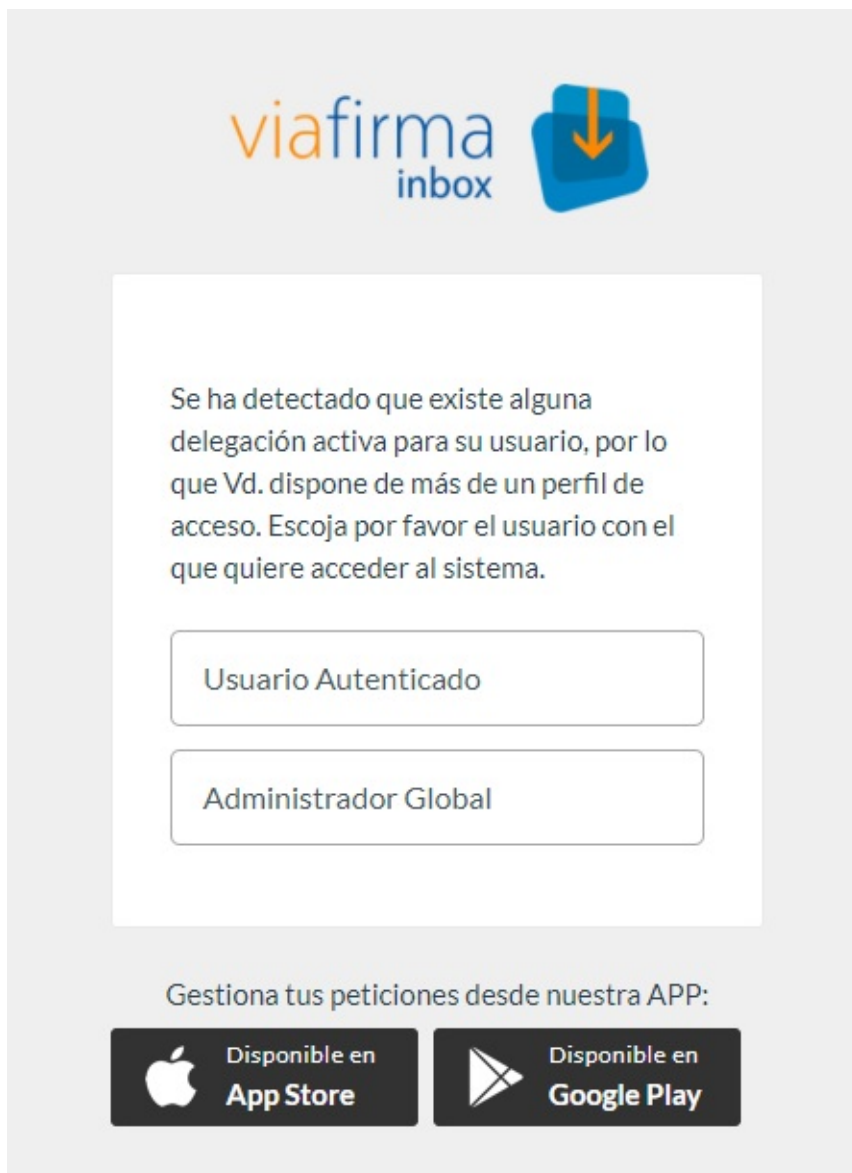 viafirma
inbox
Se ha detectado que existe alguna
delegación activa para su usuario, por lo
que Vd. dispone de más de un perfil de
acceso. Escoja por favor el usuario con el
que quiere acceder al sistema.
Usuario Autenticado
Administrador Global
Gestiona tus peticiones desde nuestra APP:
Disponible en
App Store
Disponible en
Google Play